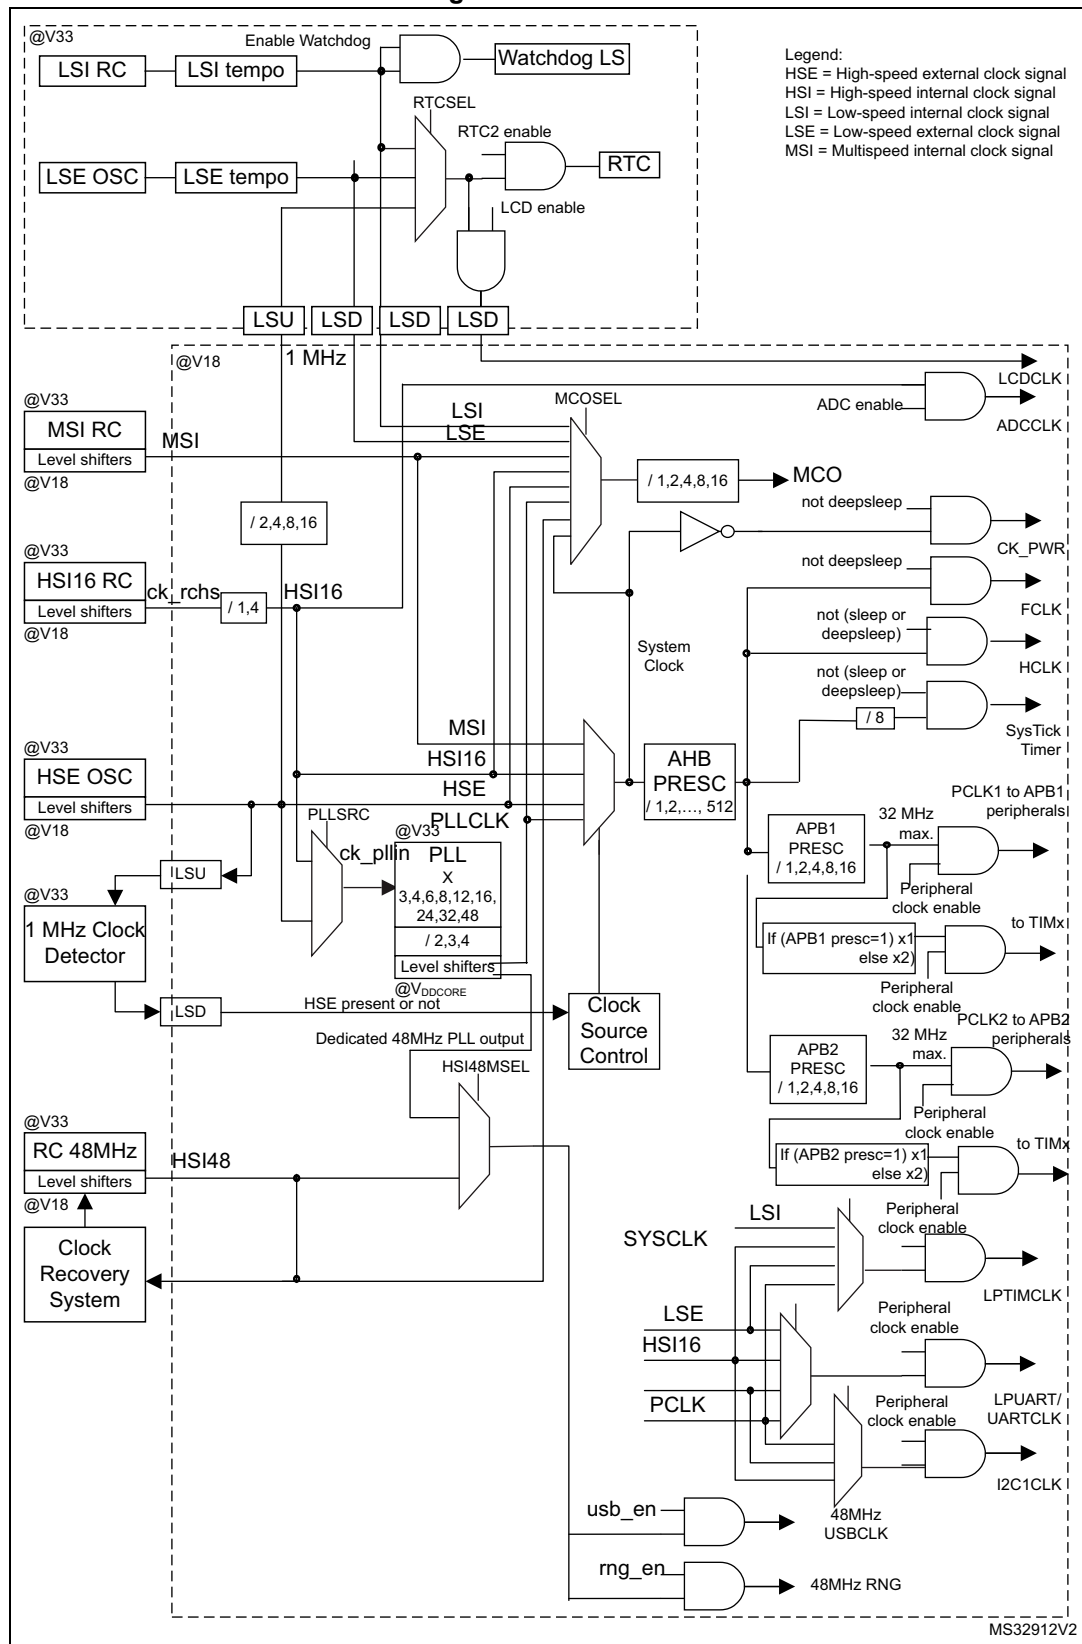 @V33
Enable Watchdog
LSI RC
LSI tempo
Watchdog LS
Legend:
HSE = High-speed external clock signal
HSI = High-speed internal clock signal
LSI = Low-speed internal clock signal
LSE = Low-speed external clock signal
MSI = Multispeed internal clock signal
RTCSEL
RTC2 enable
LSE OSC
LSE tempo
RTC
LCD enable
LSU
LSD
LSD
LSD
@V18
1 MHz
LCDCLK
@V33
MSI RC
Level shifters
@V18
MSI
LSI
LSE
MCOSEL
ADC enable
ADCCLK
/ 1,2,4,8,16
MCO
/ 2,4,8,16
not deepsleep
CK_PWR
@V33
HSI16 RC
Level shifters
@V18
ck_rchs
/ 1,4
HSI16
not deepsleep
FCLK
System
Clock
not (sleep or
deepsleep)
HCLK
not (sleep or
deepsleep)
/ 8
SysTick
Timer
@V33
HSE OSC
Level shifters
@V18
MSI
HSI16
HSE
PLLCLK
AHB
PRESC
/ 1,2,..., 512
PLLSRC
ck_pllin
@V33
PLL
X
3,4,6,8,12,16,
24,32,48
/ 2,3,4
Level shifters
@VDDCORE
PCLK1 to APB1
peripherals
32 MHz
max.
APB1
PRESC
/ 1,2,4,8,16
Peripheral
clock enable
LSU
@V33
1 MHz Clock
Detector
LSD
HSE present or not
Clock
Source
Control
If (APB1 presc=1) x1
else x2)
to TIMx
Peripheral
clock enable
Dedicated 48MHz PLL output
HSI48MSEL
PCLK2 to APB2
peripherals
32 MHz
max.
APB2
PRESC
/ 1,2,4,8,16
Peripheral
clock enable
@V33
RC 48MHz
Level shifters
@V18
HSI48
If (APB2 presc=1) x1
else x2)
to TIMx
Peripheral
clock enable
Clock
Recovery
System
LSI
SYSCLK
LPTIMCLK
LSE
HSI16
PCLK
Peripheral
clock enable
LPUART/
UARTCLK
Peripheral
clock enable
I2C1CLK
usb_en
48MHz
USBCLK
rng_en
48MHz RNG
MS32912V2